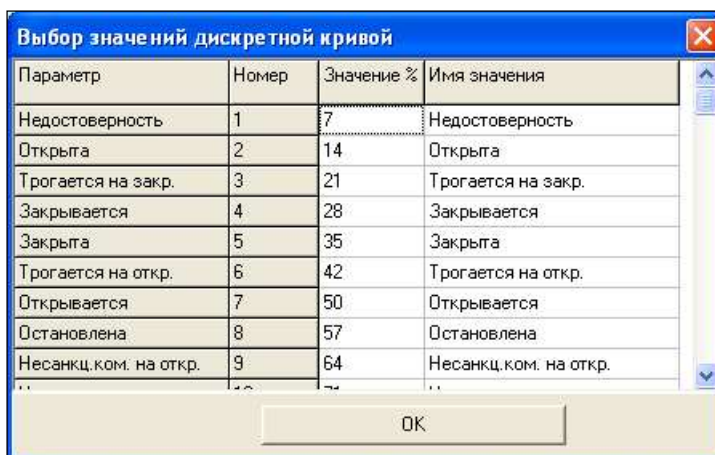 Выбор значений дискретной кривой
Параметр Номер Значение % Имя значения
Недостоверность 1 7 Недостоверность
Открыта 2 14 Открыта
Трогается на закр. 3 21 Трогается на закр.
Закрывается 4 28 Закрывается
Закрыта 5 35 Закрыта
Трогается на откр. 6 42 Трогается на откр.
Открывается 7 50 Открывается
Остановлена 8 57 Остановлена
Несанкц.ком. на откр. 9 64 Несанкц.ком. на откр.
OK